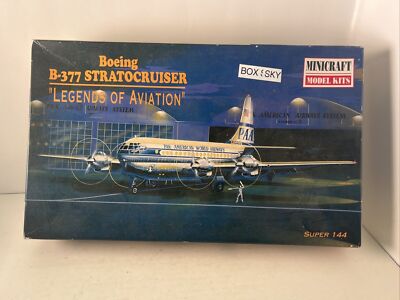 Boeing
B-377 STRATOCRUISER
"LEGENDS OF AVIATION"
BOX SKY
MINICRAFT
MODEL KITS
AMERICAN AIRWAYS SYSTEM
PAA
PAN AMERICAN WORLD AIRWAYS
SUPER 144